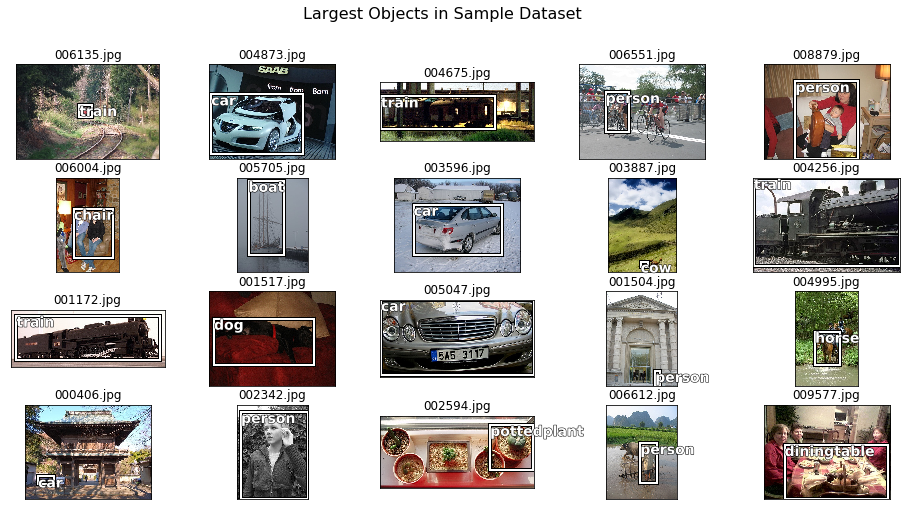 Largest Objects in Sample Dataset
006135.jpg
004873.jpg
004675.jpg
006551.jpg
008879.jpg
train
SAAB
car
train
person
person
006004.jpg
005705.jpg
003596.jpg
003887.jpg
004256.jpg
chair
boat
car
cow
train
001172.jpg
001517.jpg
005047.jpg
001504.jpg
004995.jpg
train
dog
car
5A5 3117
person
horse
000406.jpg
002342.jpg
002594.jpg
006612.jpg
009577.jpg
car
person
pottedplant
person
diningtable